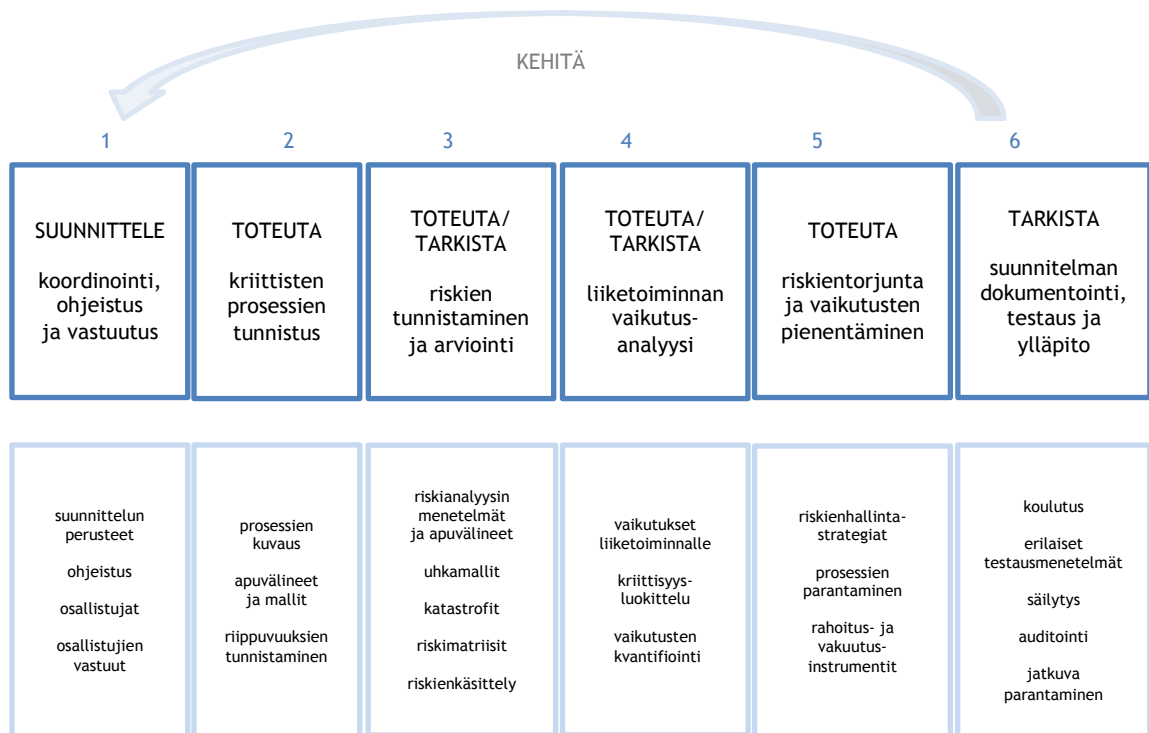 KEHITÄ
1
2
3
4
5
6
SUUNNITTELE
koordinointi,
ohjeistus
ja vastuutus
TOTEUTA
kriittisten
prosessien
tunnistus
TOTEUTA/
TARKISTA
riskien
tunnistaminen
ja arviointi
TOTEUTA/
TARKISTA
liiketoiminnan
vaikutus-
analyysi
TOTEUTA
riskientorjunta
ja vaikutusten
pienentäminen
TARKISTA
suunnitelman
dokumentointi,
testaus ja
ylläpito
suunnittelun
perusteet
ohjeistus
osallistujat
osallistujien
vastuut
prosessien
kuvaus
apuvälineet
ja mallit
riippuvuuksien
tunnistaminen
riskianalyysin
menetelmät
ja apuvälineet
uhkamallit
katastrofit
riskimatriisit
riskienkäsittely
vaikutukset
liiketoiminnalle
kriittisyys-
luokittelu
vaikutusten
kvantifiointi
riskienhallinta-
strategiat
prosessien
parantaminen
rahoitus- ja
vakuutus-
instrumentit
koulutus
erilaiset
testausmenetelmät
säilytys
auditointi
jatkuva
parantaminen